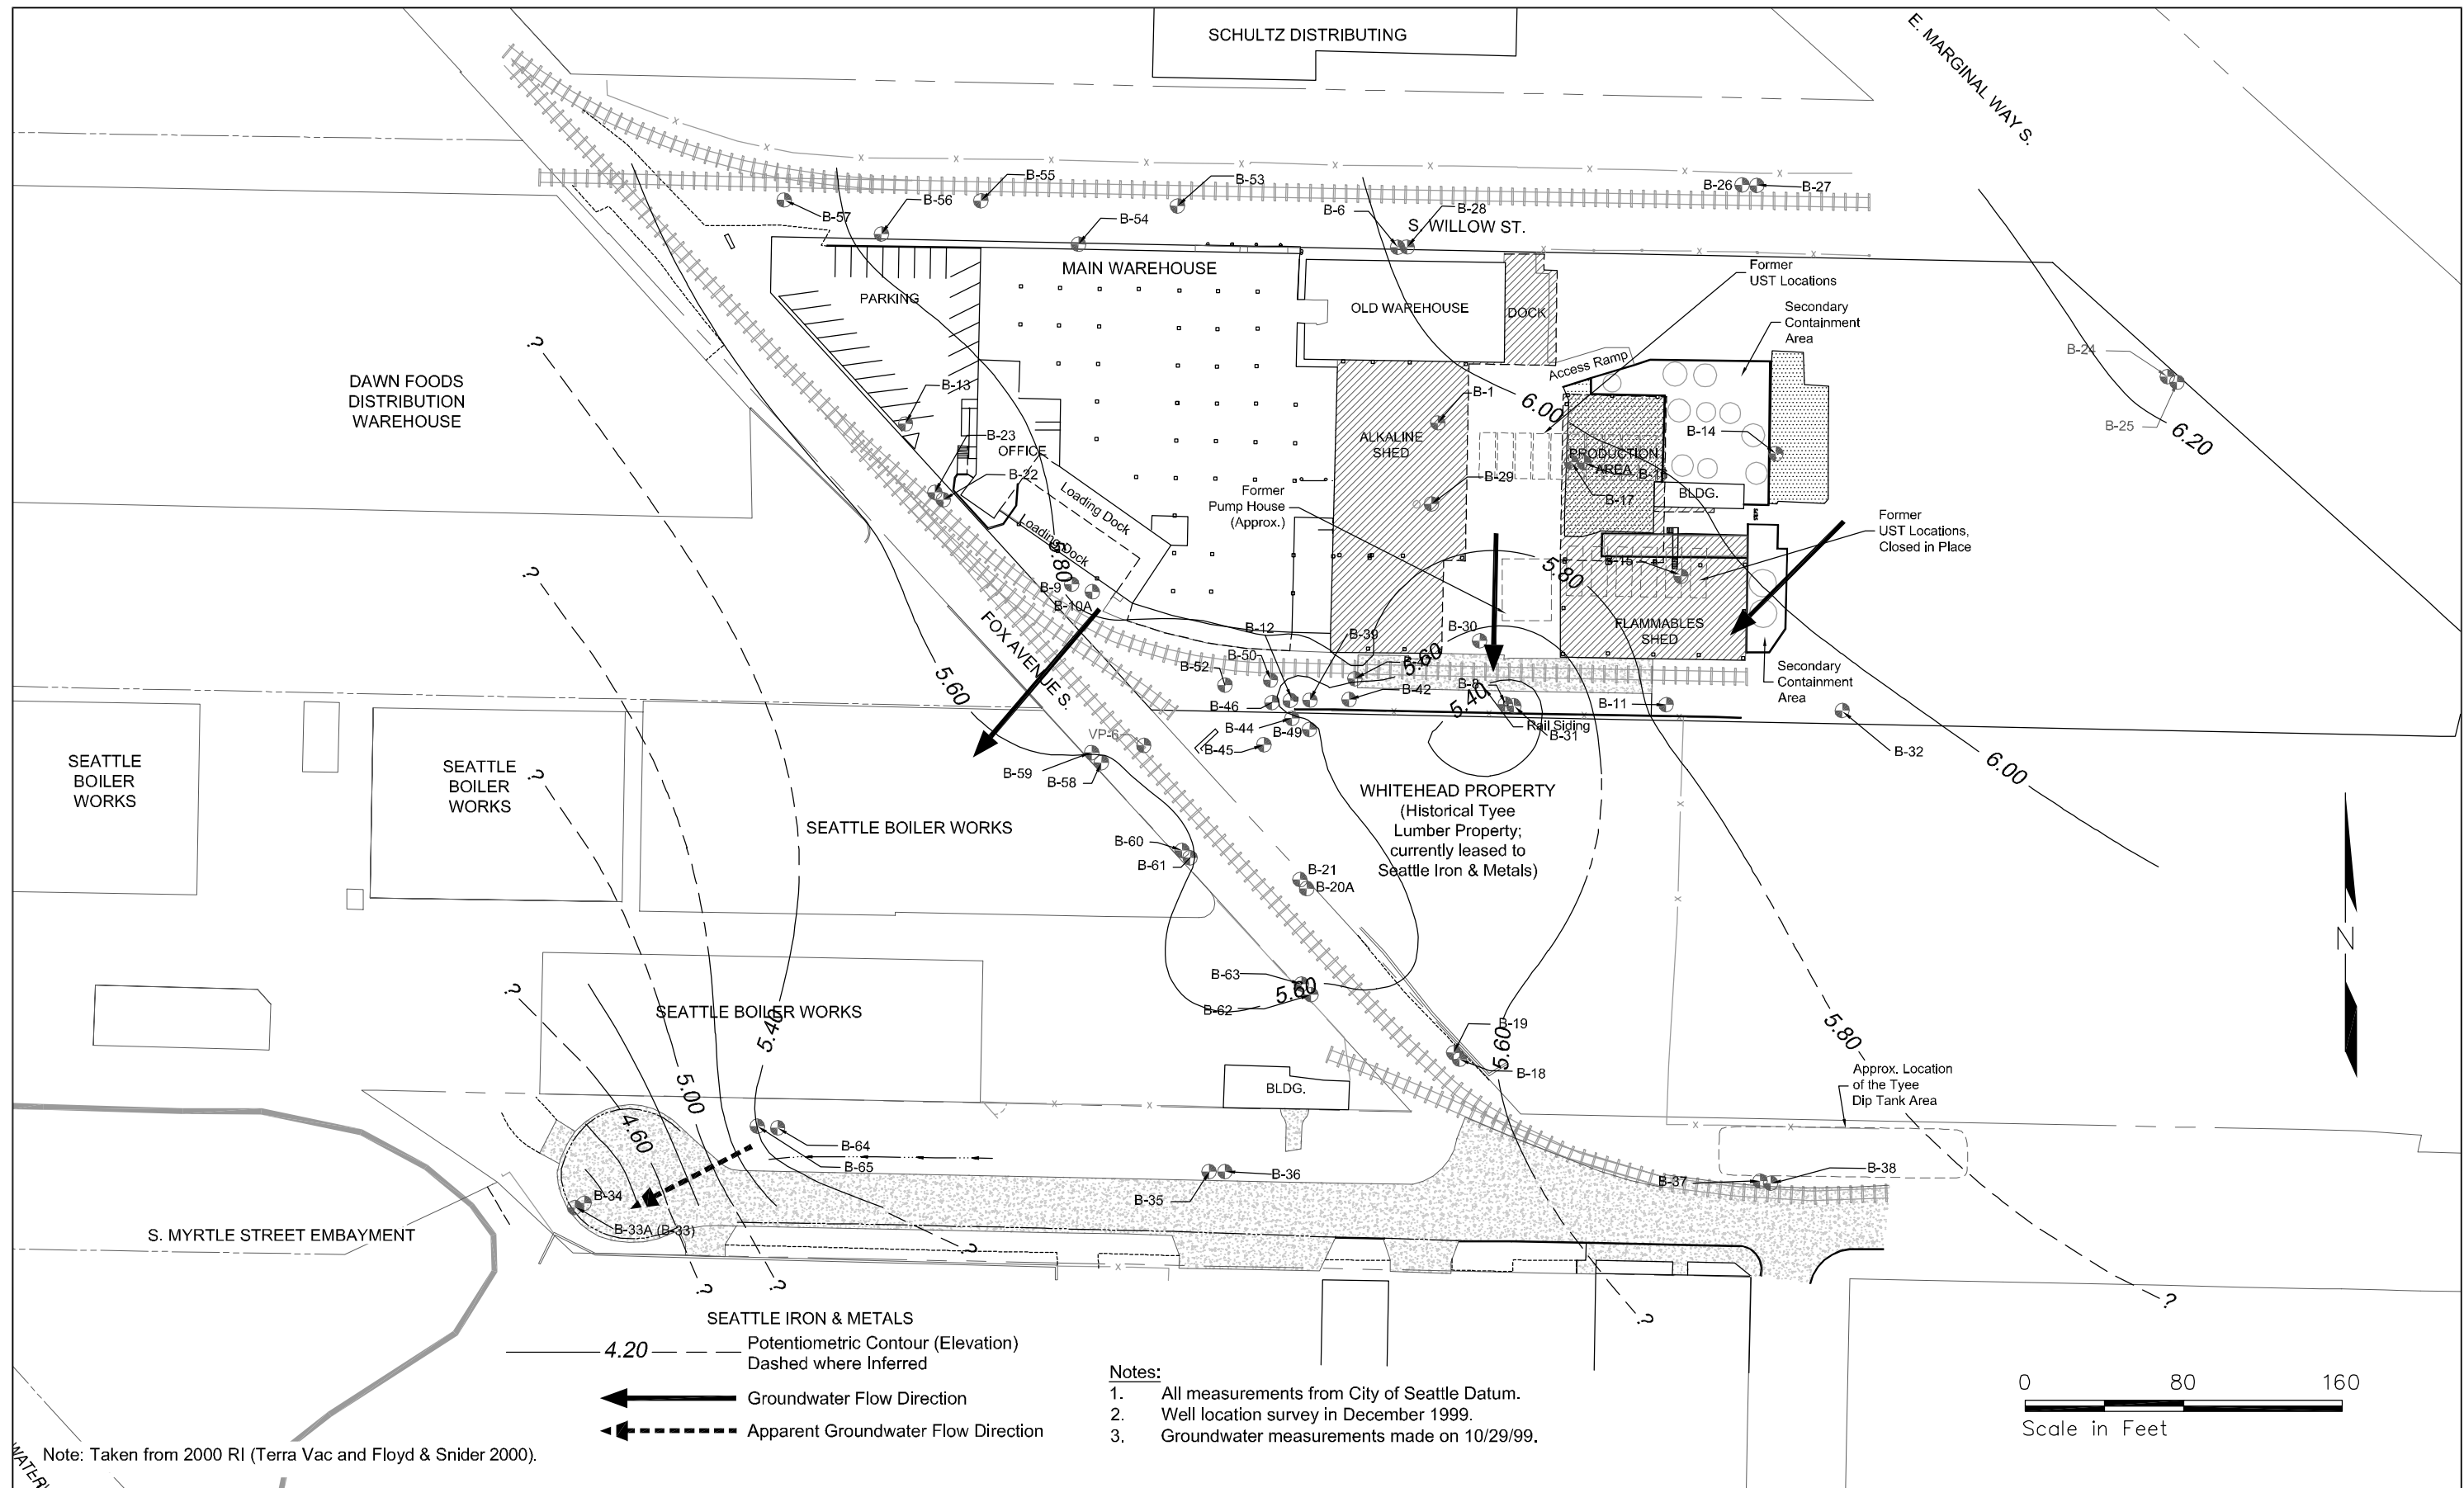 SCHULTZ DISTRIBUTING
E. MARGINAL WAY S.
B-55
B-53
B-26
B-27
B-56
B-57
B-54
B-6
B-28
S. WILLOW ST.
MAIN WAREHOUSE
Former
UST Locations
PARKING
OLD WAREHOUSE
DOCK
Secondary
Containment
Area
?
B-24
Access Ramp
DAWN FOODS
DISTRIBUTION
WAREHOUSE
B-13
B-1
6.00
B-25
6.20
B-23
OFFICE
ALKALINE
SHED
B-14
PRODUCTION
AREA
B-22
B-29
Loading Dock
Former
Pump House
(Approx.)
B-17
BLDG.
Former
UST Locations,
Closed in Place
Loading Dock
5.80
5.80
B-15
?
B-9
B-10A
FOX AVENUE S.
B-12
B-39
B-30
FLAMMABLES
SHED
B-50
B-52
5.60
Secondary
Containment
Area
5.60
B-42
B-8
B-46
5.40
B-11
B-44
B-49
Rail Siding
B-31
VP-6
B-45
B-32
SEATTLE
BOILER
WORKS
SEATTLE
BOILER
WORKS
?
B-59
B-58
6.00
WHITEHEAD PROPERTY
(Historical Tyee
Lumber Property;
currently leased to
Seattle Iron & Metals)
SEATTLE BOILER WORKS
B-60
B-61
B-21
B-20A
N
B-63
?
5.60
B-62
SEATTLE BOILER WORKS
5.40
B-19
5.60
5.80
B-18
BLDG.
Approx. Location
of the Tyee
Dip Tank Area
5.00
4.60
B-64
B-65
B-36
B-35
B-37
B-38
B-34
B-33A (B-33)
S. MYRTLE STREET EMBAYMENT
?
?
?
?
?
SEATTLE IRON & METALS
4.20
Potentiometric Contour (Elevation)
Dashed where Inferred
Groundwater Flow Direction
Apparent Groundwater Flow Direction
Notes:
1. All measurements from City of Seattle Datum.
2. Well location survey in December 1999.
3. Groundwater measurements made on 10/29/99.
0 80 160
Scale in Feet
Note: Taken from 2000 RI (Terra Vac and Floyd & Snider 2000).